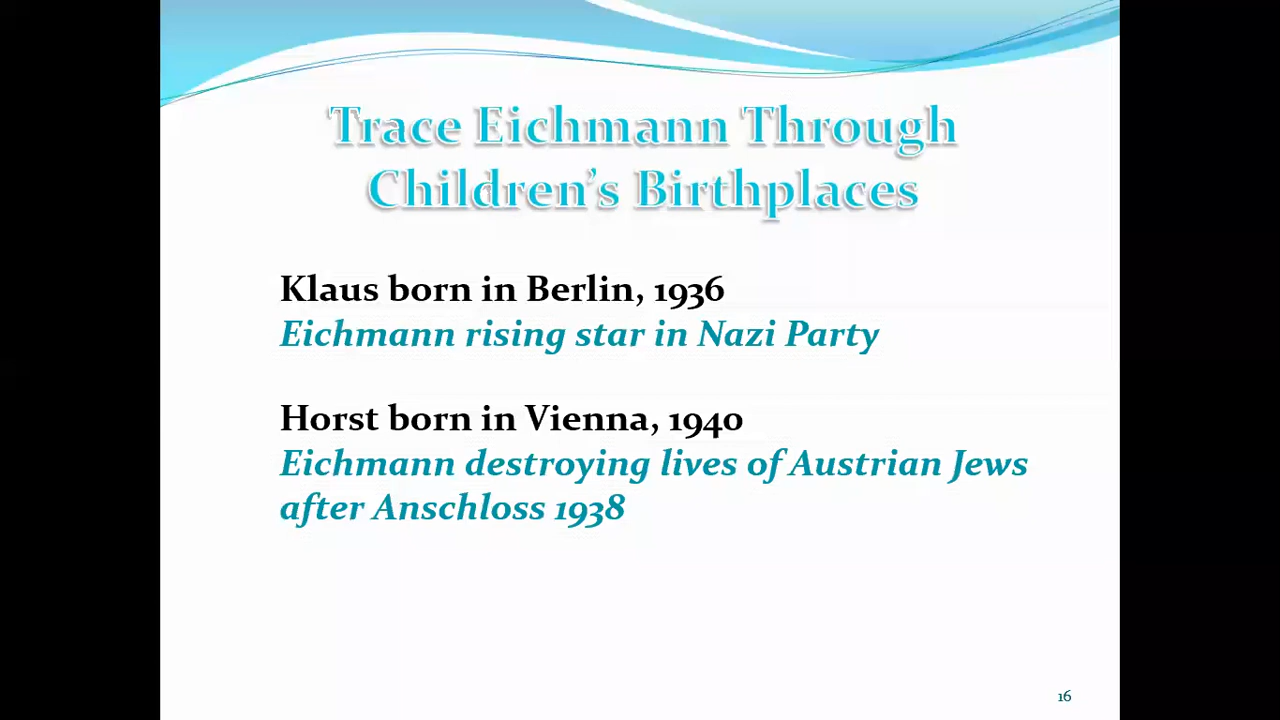 Trace Eichmann Through
Children’s Birthplaces
Klaus born in Berlin, 1936
Eichmann rising star in Nazi Party
Horst born in Vienna, 1940
Eichmann destroying lives of Austrian Jews
after Anschloss 1938
16